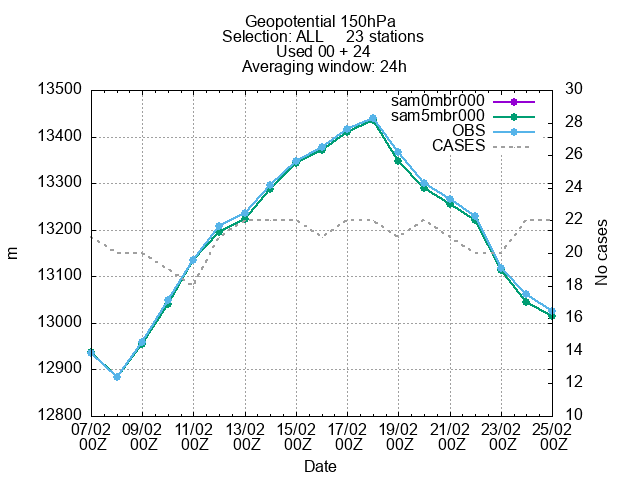 Geopotential 150hPa
Selection: ALL     23 stations
Used 00 + 24
Averaging window: 24h
13500
13400
13300
13200
13100
13000
12900
12800
m
30
28
26
24
22
20
18
16
14
12
10
No cases
sam0mbr000
sam5mbr000
OBS
CASES
07/02 09/02 11/02 13/02 15/02 17/02 19/02 21/02 23/02 25/02
00Z 00Z 00Z 00Z 00Z 00Z 00Z 00Z 00Z 00Z
Date